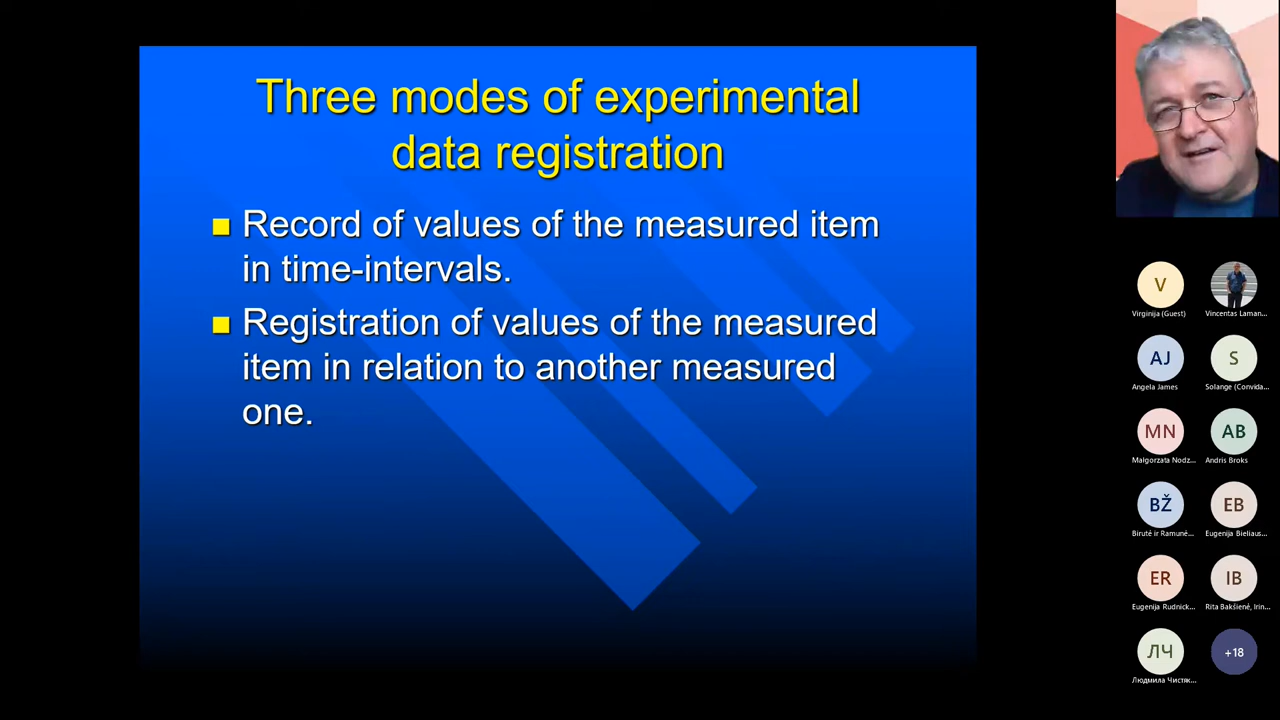 Three modes of experimental
data registration
Record of values of the measured item
in time-intervals.
Registration of values of the measured
item in relation to another measured
one.
V
Virginija (Guest)
Vincentas Laman...
AJ
Angela James
S
Solange (Convida...
MN
Małgorzata Nodz...
AB
Andris Broks
BŽ
Birutė ir Ramunė...
EB
Eugenija Bieliaus...
ER
Eugenija Rudnick...
IB
Rita Bakšienė, Irin...
ЛЧ
Людмила Чистяк...
+18